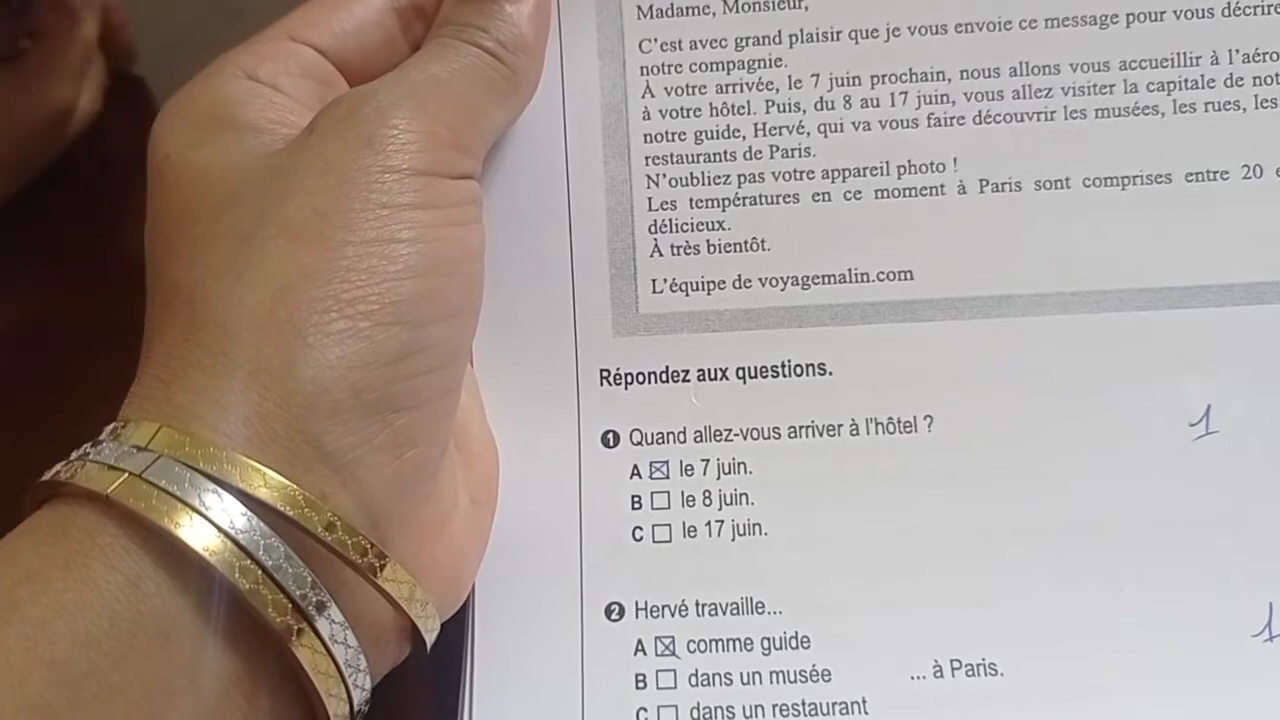 Madame, Monsieur,
C'est avec grand plaisir que je vous envoie ce message pour vous décrire
notre compagnie.
À votre arrivée, le 7 juin prochain, nous allons vous accueillir à l'aéro
à votre hôtel. Puis, du 8 au 17 juin, vous allez visiter la capitale de not
notre guide, Hervé, qui va vous faire découvrir les musées, les rues, les
restaurants de Paris.
N'oubliez pas votre appareil photo !
Les températures en ce moment à Paris sont comprises entre 20
délicieux.
À très bientôt.
L'équipe de voyagemalin.com
Répondez aux questions.
1 Quand allez-vous arriver à l'hôtel ? 1
A ☒ le 7 juin.
B ☐ le 8 juin.
C ☐ le 17 juin.
2 Hervé travaille...
A ☒ comme guide 1
B ☐ dans un musée ... à Paris.
C ☐ dans un restaurant